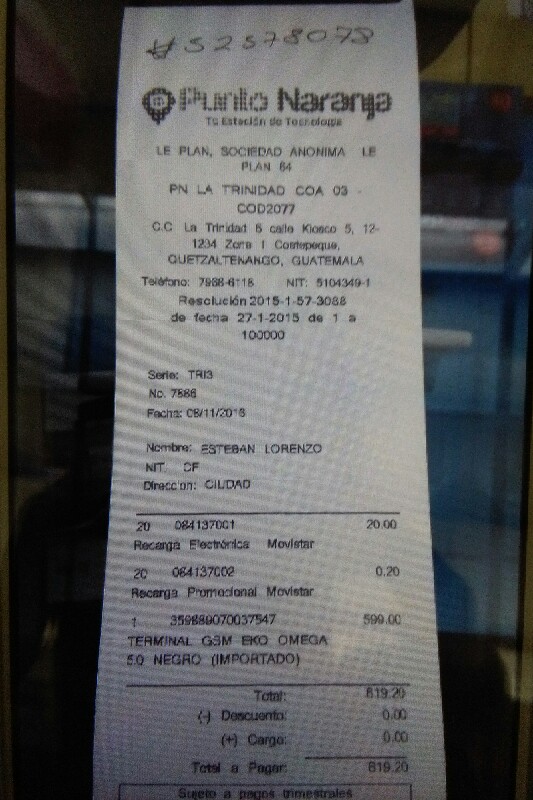 #52578078
Punto Naranja
Tu Estación de Tecnología
LE PLAN, SOCIEDAD ANONIMA LE
PLAN 64
PN LA TRINIDAD COA 03 -
COD2077
C.C La Trinidad 6 calle Kiosco 5, 12-
1234 Zona 1 Coatepeque,
QUETZALTENANGO, GUATEMALA
Teléfono: 7968-6118 NIT: 5104349-1
Resolución 2015-1-57-3088
de fecha 27-1-2015 de 1 a
100000
Serie: TRI3
No. 7886
Fecha: 08/11/2016
Nombre: ESTEBAN LORENZO
NIT. CF
Direccion: CIUDAD
20 084137001 20.00
Recarga Electrónica Movistar
20 084137002 0.20
Recarga Promocional Movistar
1 359889070037547 599.00
TERMINAL GSM EKO OMEGA
5.0 NEGRO (IMPORTADO)
Total: 619.20
(-) Descuento: 0.00
(+) Cargo: 0.00
Total a Pagar: 619.20
Sujeto a pagos trimestrales